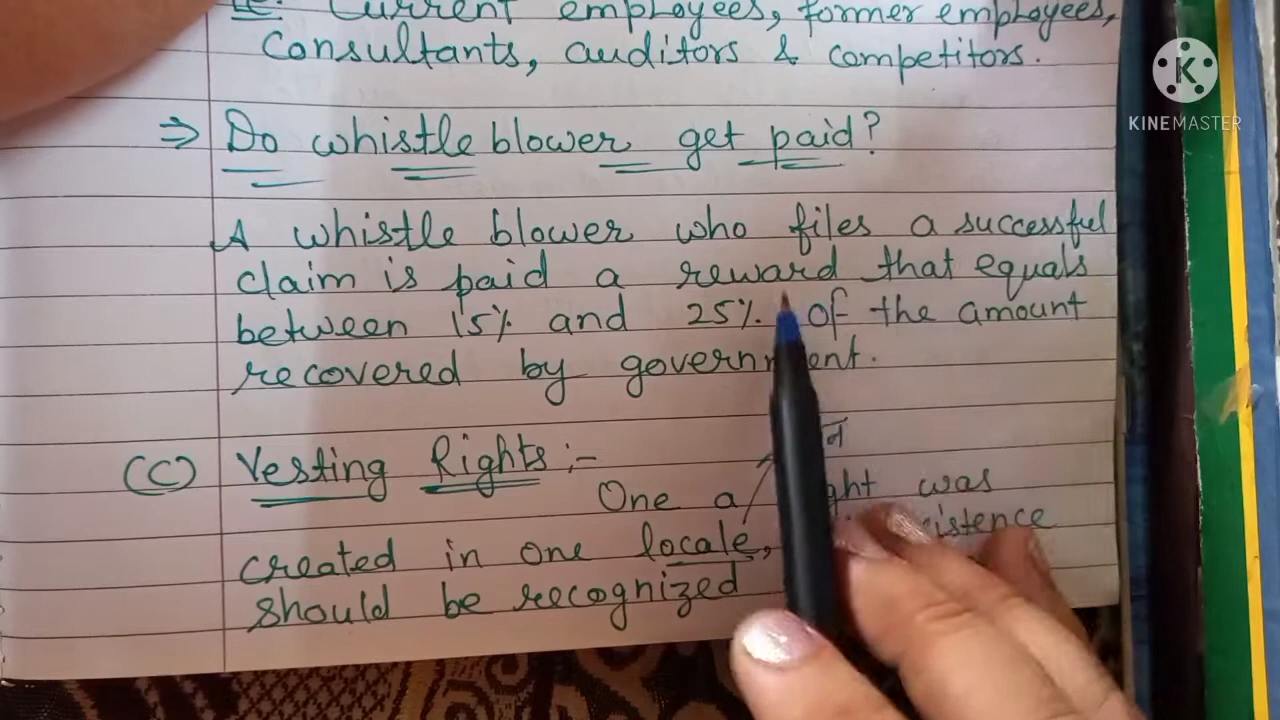 ie: Current employees, former employees,
Consultants, auditors & competitors.
⇒ Do whistle blower get paid?
A whistle blower who files a successful
claim is paid a reward that equals
between 15% and 25% of the amount
recovered by government.
(C) Vesting Rights :-
One a was
created in one locale,
should be recognized
K
KINEMASTER